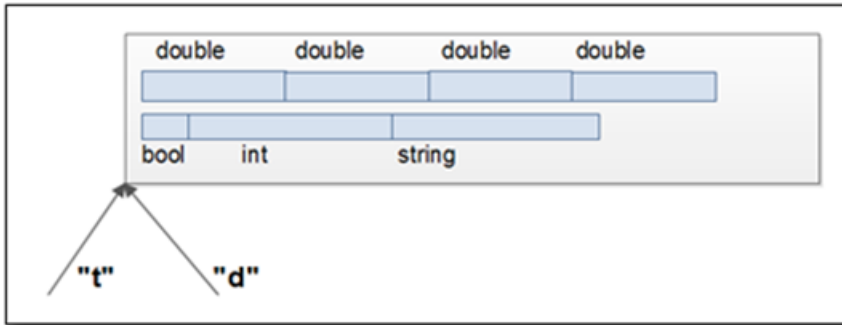 double double double double
bool int string
"t" "d"